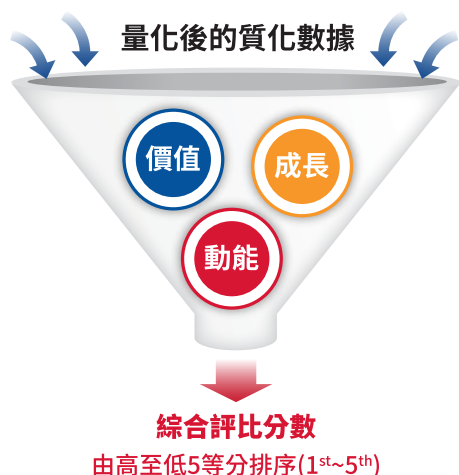 量化後的質化數據
價值
成長
動能
綜合評比分數
由高至低5等分排序(1st~5th)